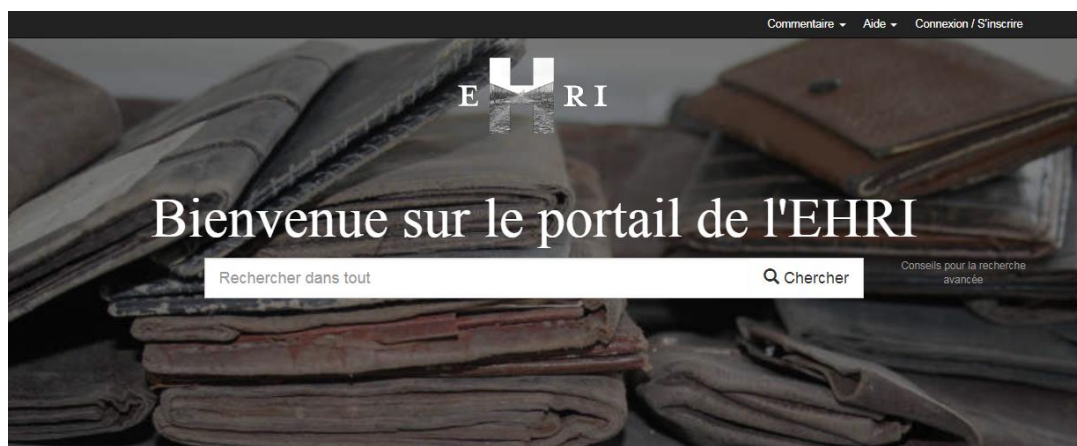 Commentaire Aide Connexion / S'inscrire
E H RI
Bienvenue sur le portail de l'EHRI
Rechercher dans tout Chercher Conseils pour la recherche
avancée